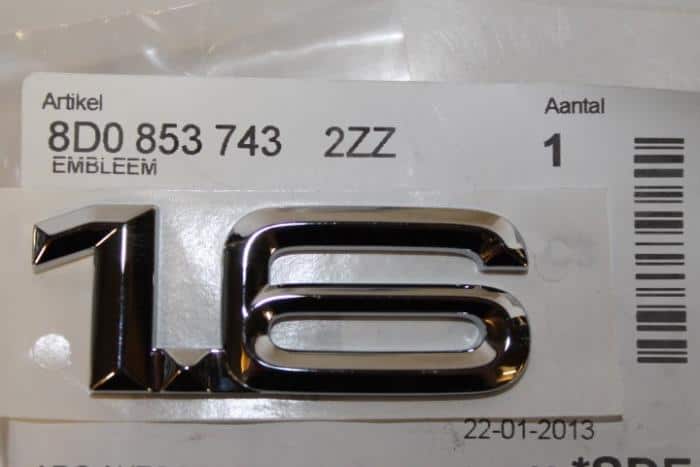 Artikel
Aantal
8D0 853 743 2ZZ
1
EMBLEEM
1.6
22-01-2013